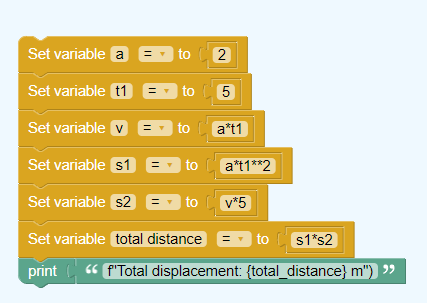 Set variable a = to 2
Set variable t1 = to 5
Set variable v = to a*t1
Set variable s1 = to a*t1**2
Set variable s2 = to v*5
Set variable total distance = to s1*s2
print “ f"Total displacement: {total_distance} m") ”